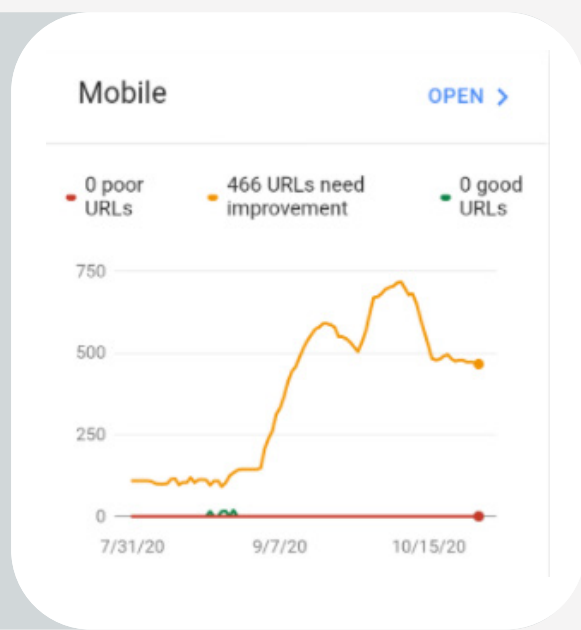 Mobile
OPEN
0 poor
URLs
466 URLs need
improvement
0 good
URLs
750
500
250
0
7/31/20
9/7/20
10/15/20